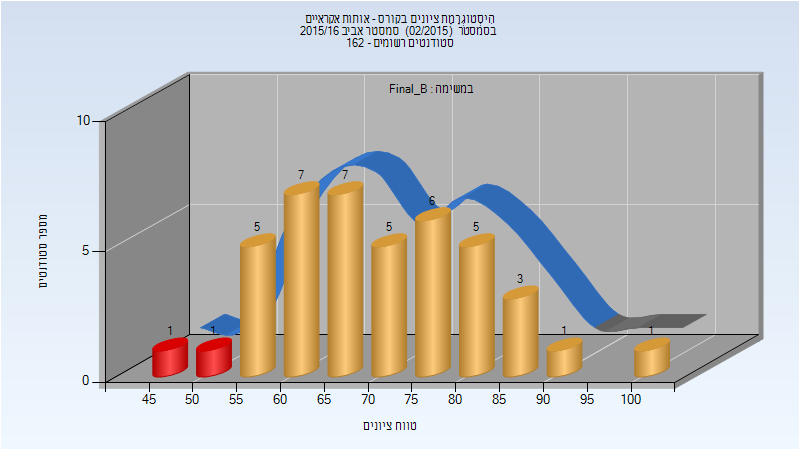 היסטוגרמת ציונים בקורס - אותות אקראיים
בסמסטר (02/2015) סמסטר אביב 2015/16
סטודנטים רשומים - 162
במשימה : Final_B
10
5
0
מספר סטודנטים
1
1
5
7
7
5
6
5
3
1
1
45 50 55 60 65 70 75 80 85 90 95 100
טווח ציונים